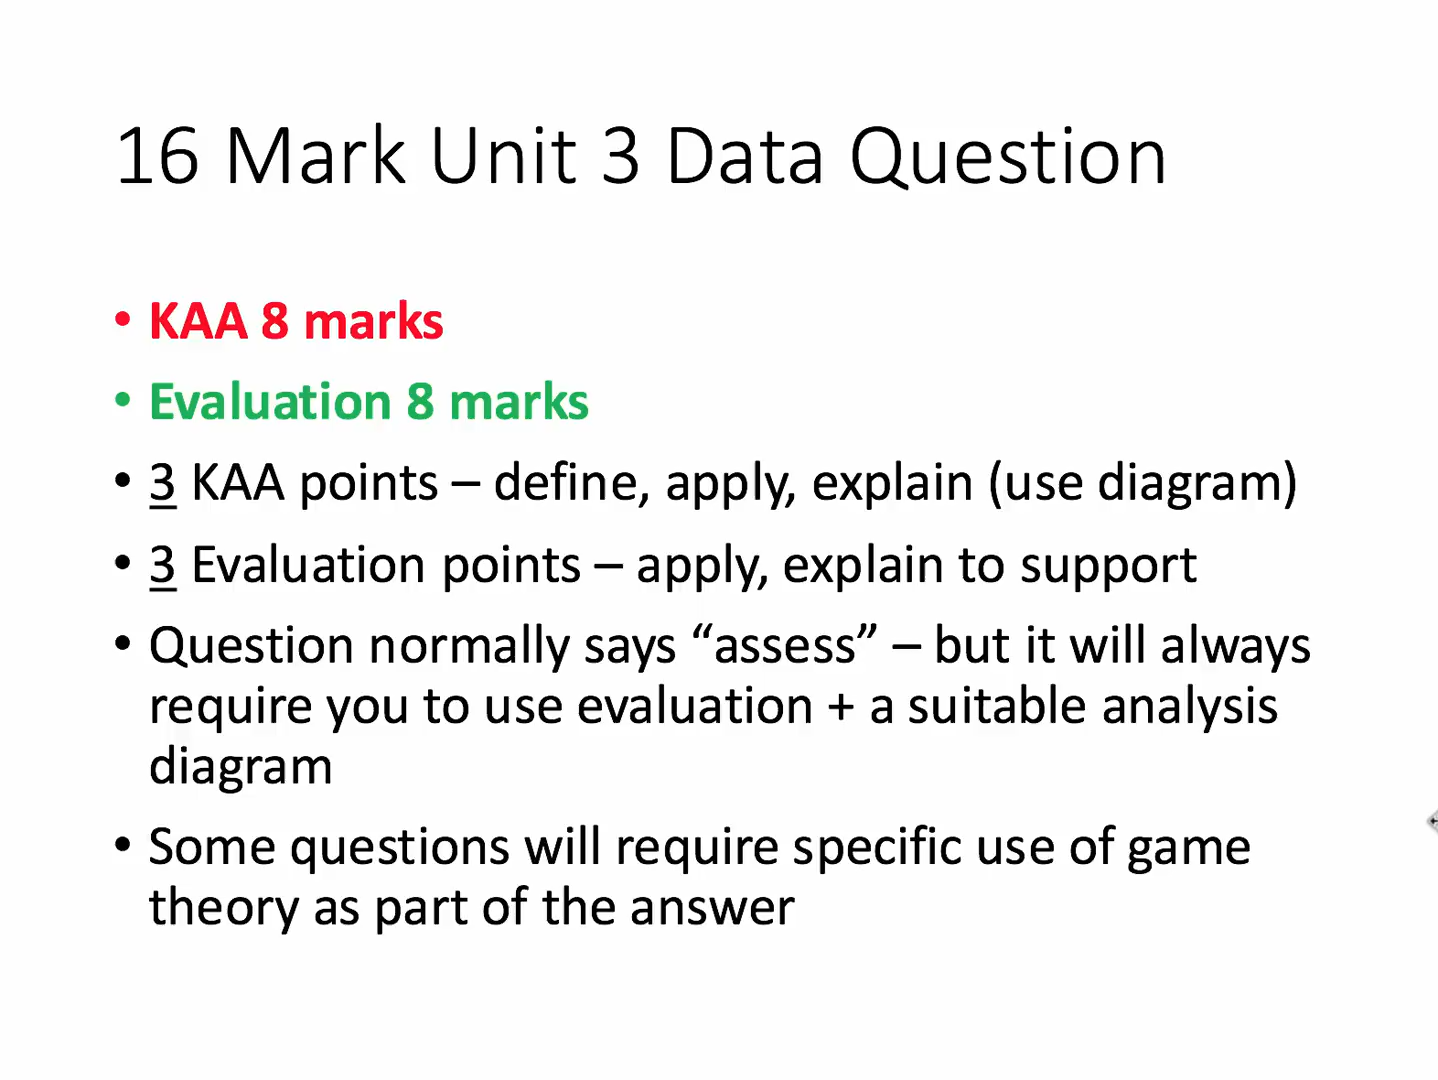 16 Mark Unit 3 Data Question
• KAA 8 marks
• Evaluation 8 marks
• 3 KAA points – define, apply, explain (use diagram)
• 3 Evaluation points – apply, explain to support
• Question normally says “assess” – but it will always
require you to use evaluation + a suitable analysis
diagram
• Some questions will require specific use of game
theory as part of the answer